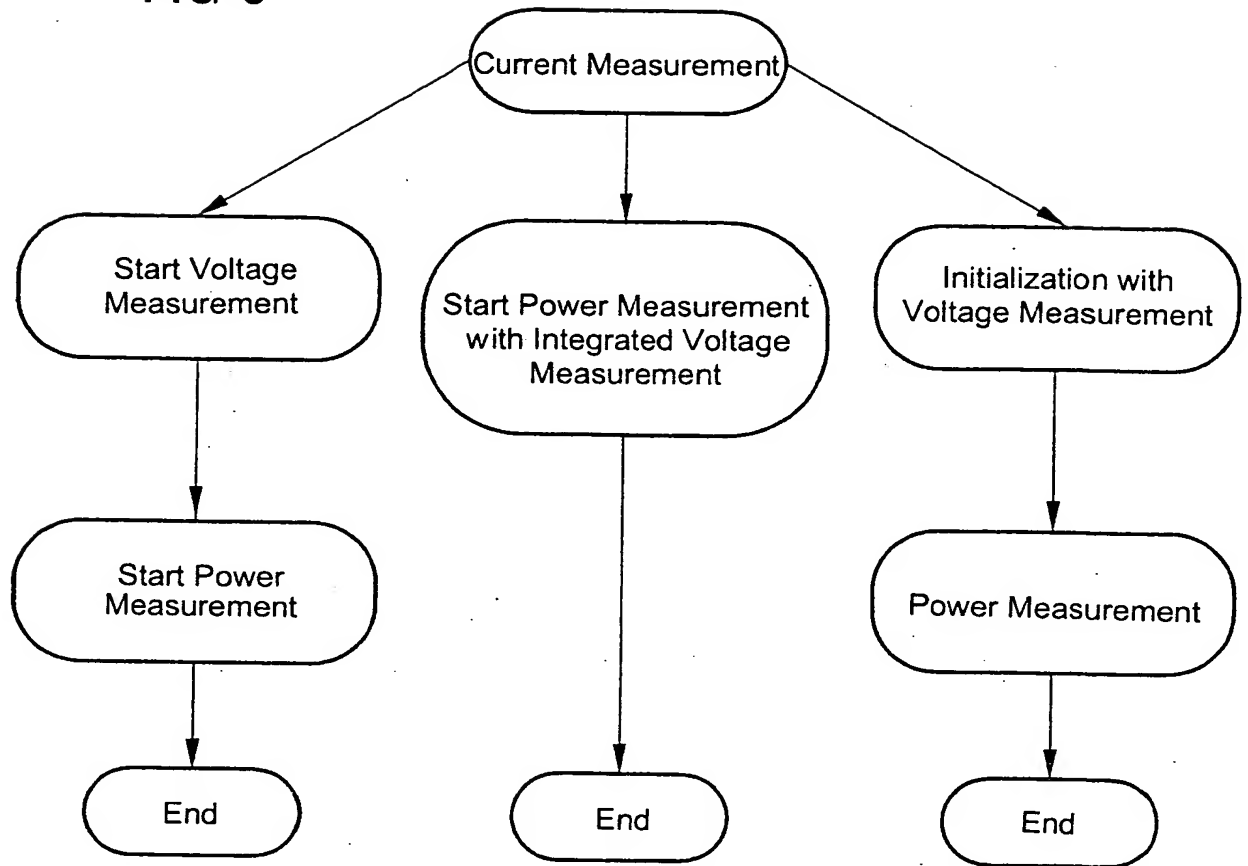 Current Measurement
Start Voltage
Measurement
Start Power Measurement
with Integrated Voltage
Measurement
Initialization with
Voltage Measurement
Start Power
Measurement
Power Measurement
End
End
End